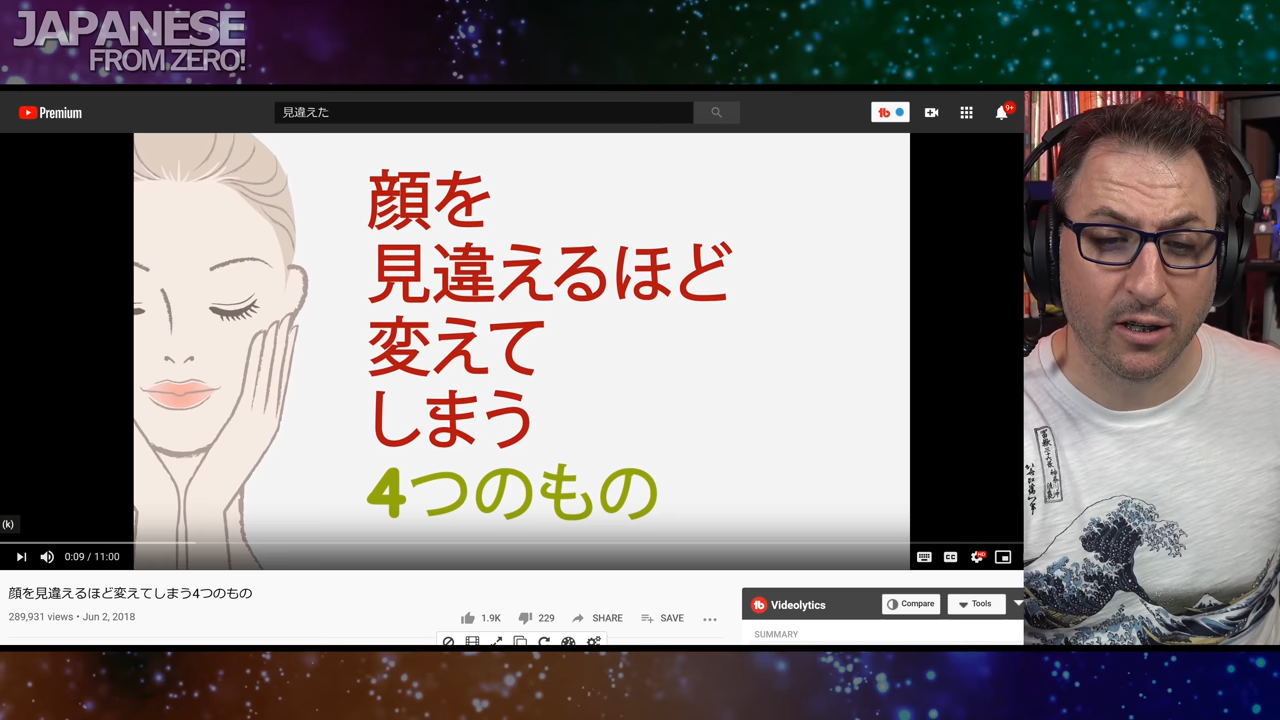 JAPANESE
FROM ZERO!
Premium
見違えた
9+
顔を
見違えるほど
変えて
しまう
4つのもの
(k)
0:09 / 11:00
CC
HD
顔を見違えるほど変えてしまう4つのもの
289,931 views • Jun 2, 2018
1.9K
229
SHARE
SAVE
Videolytics
Compare
Tools
SUMMARY